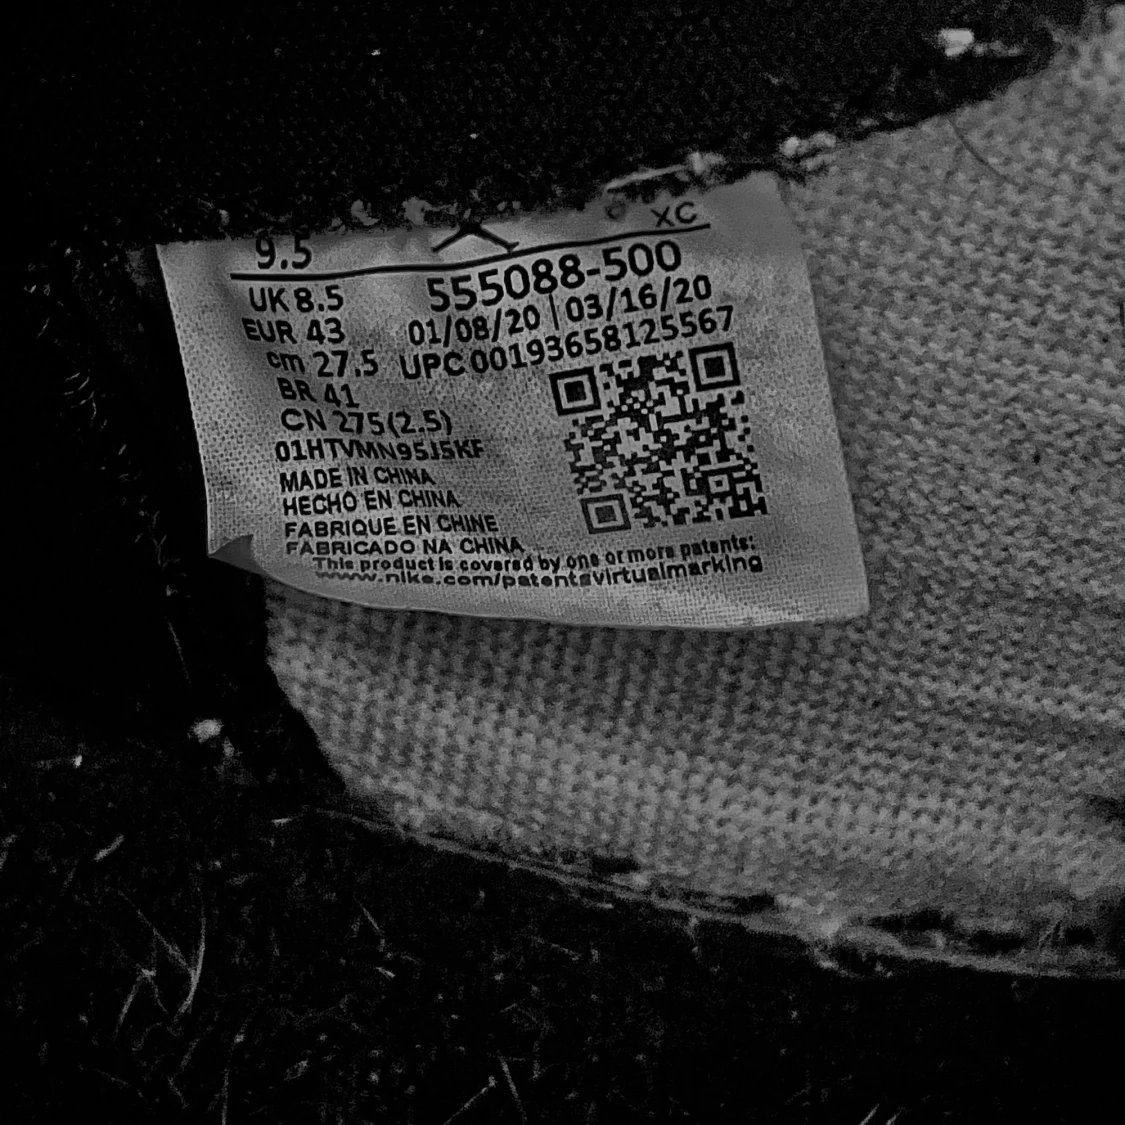 9.5 XC
UK 8.5 555088-500
EUR 43 01/08/20 | 03/16/20
cm 27.5 UPC 00193658125567
BR 41
CN 275(2.5)
01HTVMN95J5KF
MADE IN CHINA
HECHO EN CHINA
FABRIQUE EN CHINE
FABRICADO NA CHINA
This product is covered by one or more patents:
www.nike.com/patentsvirtualmarking